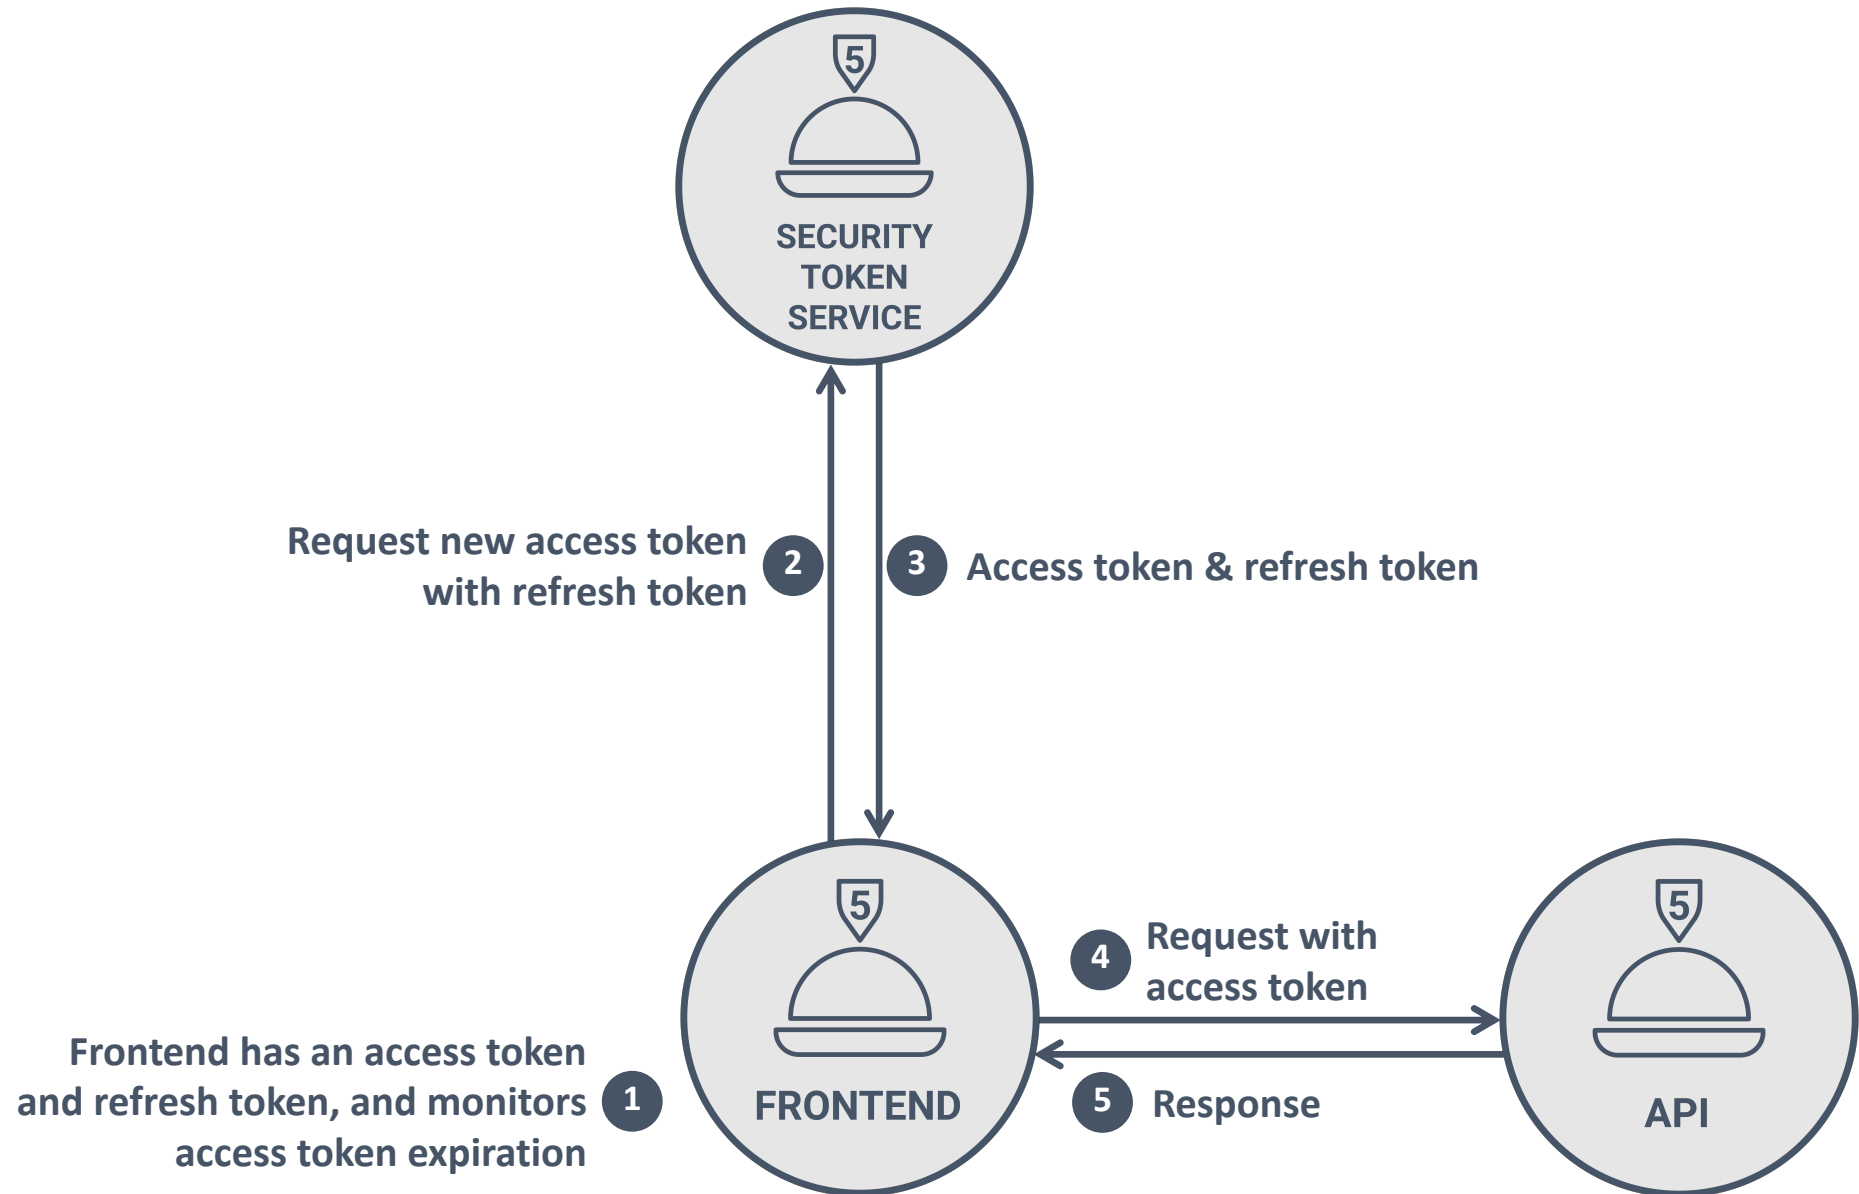 5
SECURITY
TOKEN
SERVICE
Request new access token
with refresh token
2
3
Access token & refresh token
5
FRONTEND
Frontend has an access token
and refresh token, and monitors
access token expiration
1
4
Request with
access token
5
Response
5
API